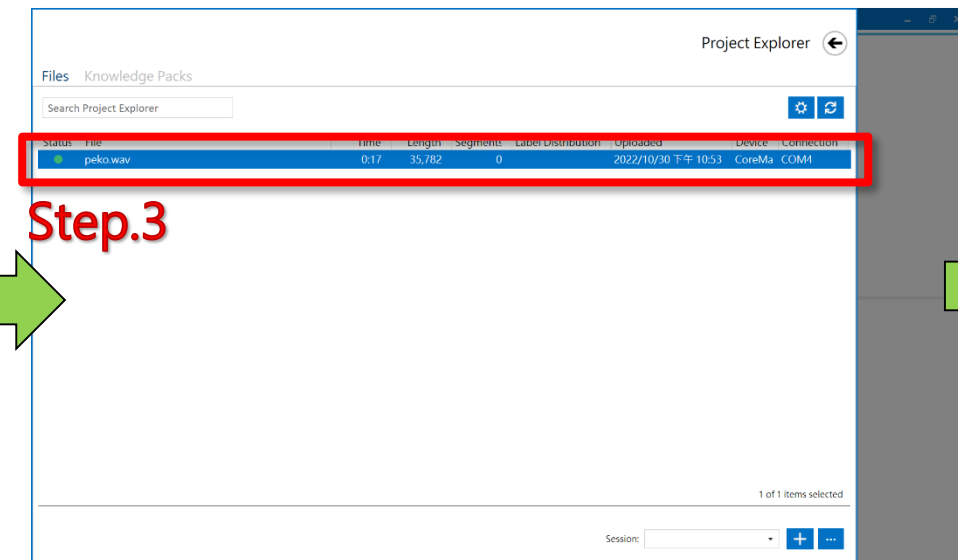 Project Explorer
Files Knowledge Packs
Search Project Explorer
Status File Time Length Segments Label Distribution Uploaded Device Connection
peko.wav 0:17 35,782 0 2022/10/30 下午 10:53 CoreMa COM4
Step.3
1 of 1 items selected
Session: